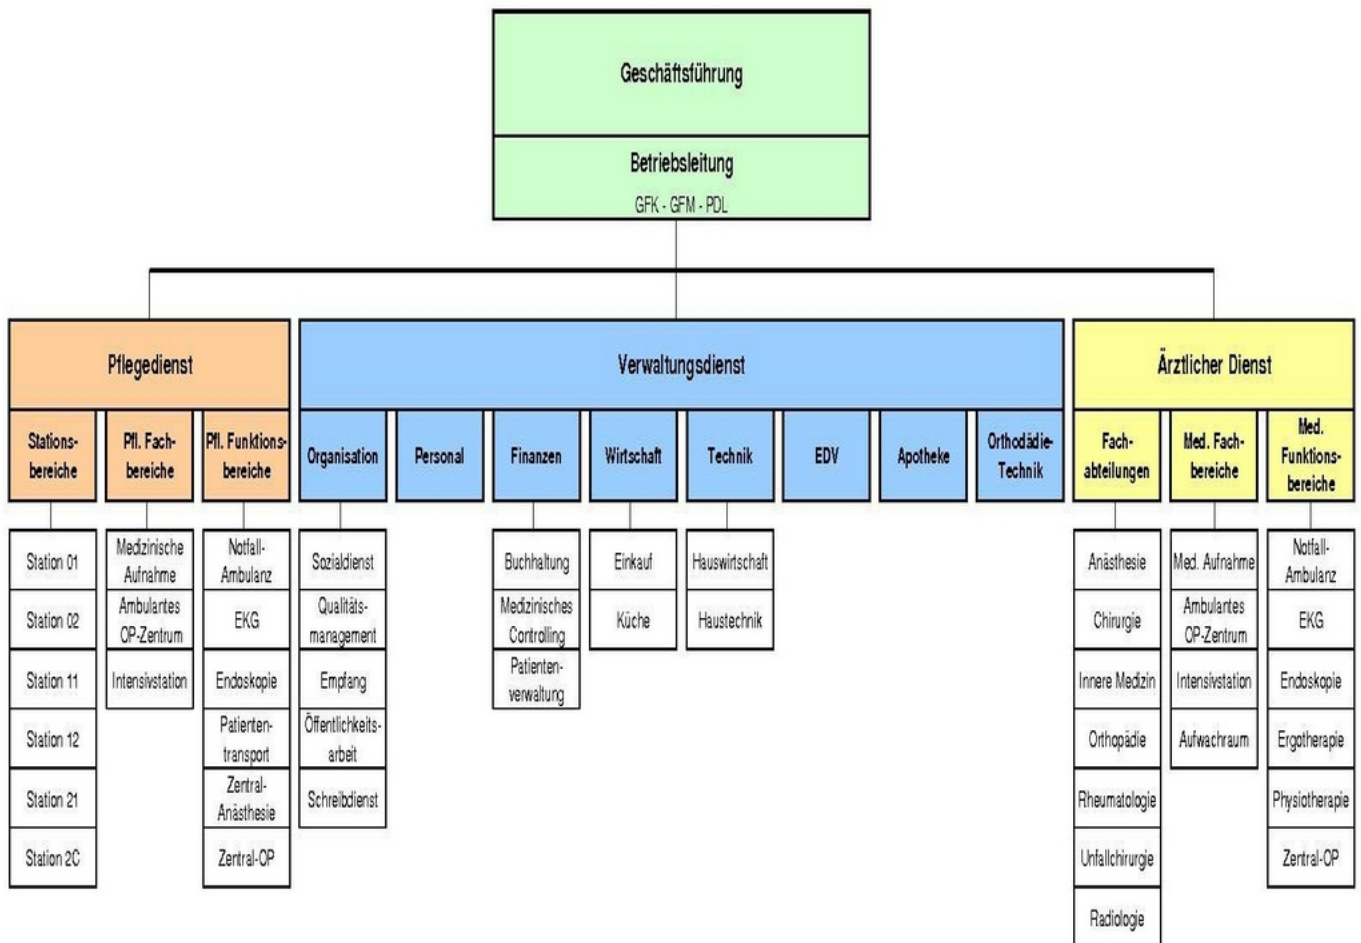 Geschäftsführung
Betriebsleitung
GFK - GFM - PDL
Pflegedienst
Verwaltungsdienst
Ärztlicher Dienst
Stations-
bereiche
Pfl. Fach-
bereiche
Pfl. Funktions-
bereiche
Organisation
Personal
Finanzen
Wirtschaft
Technik
EDV
Apotheke
Orthodädie-
Technik
Fach-
abteilungen
Med. Fach-
bereiche
Med.
Funktions-
bereiche
Station 01
Station 02
Station 11
Station 12
Station 21
Station 2C
Medizinische
Aufnahme
Ambulantes
OP-Zentrum
Intensivstation
Notfall-
Ambulanz
EKG
Endoskopie
Patienten-
transport
Zentral-
Anästhesie
Zentral-OP
Sozialdienst
Qualitäts-
management
Empfang
Öffentlichkeits-
arbeit
Schreibdienst
Buchhaltung
Medizinisches
Controlling
Patienten-
verwaltung
Einkauf
Küche
Hauswirtschaft
Haustechnik
Anästhesie
Chirurgie
Innere Medizin
Orthopädie
Rheumatologie
Unfallchirurgie
Radiologie
Med. Aufnahme
Ambulantes
OP-Zentrum
Intensivstation
Aufwachraum
Notfall-
Ambulanz
EKG
Endoskopie
Ergotherapie
Physiotherapie
Zentral-OP